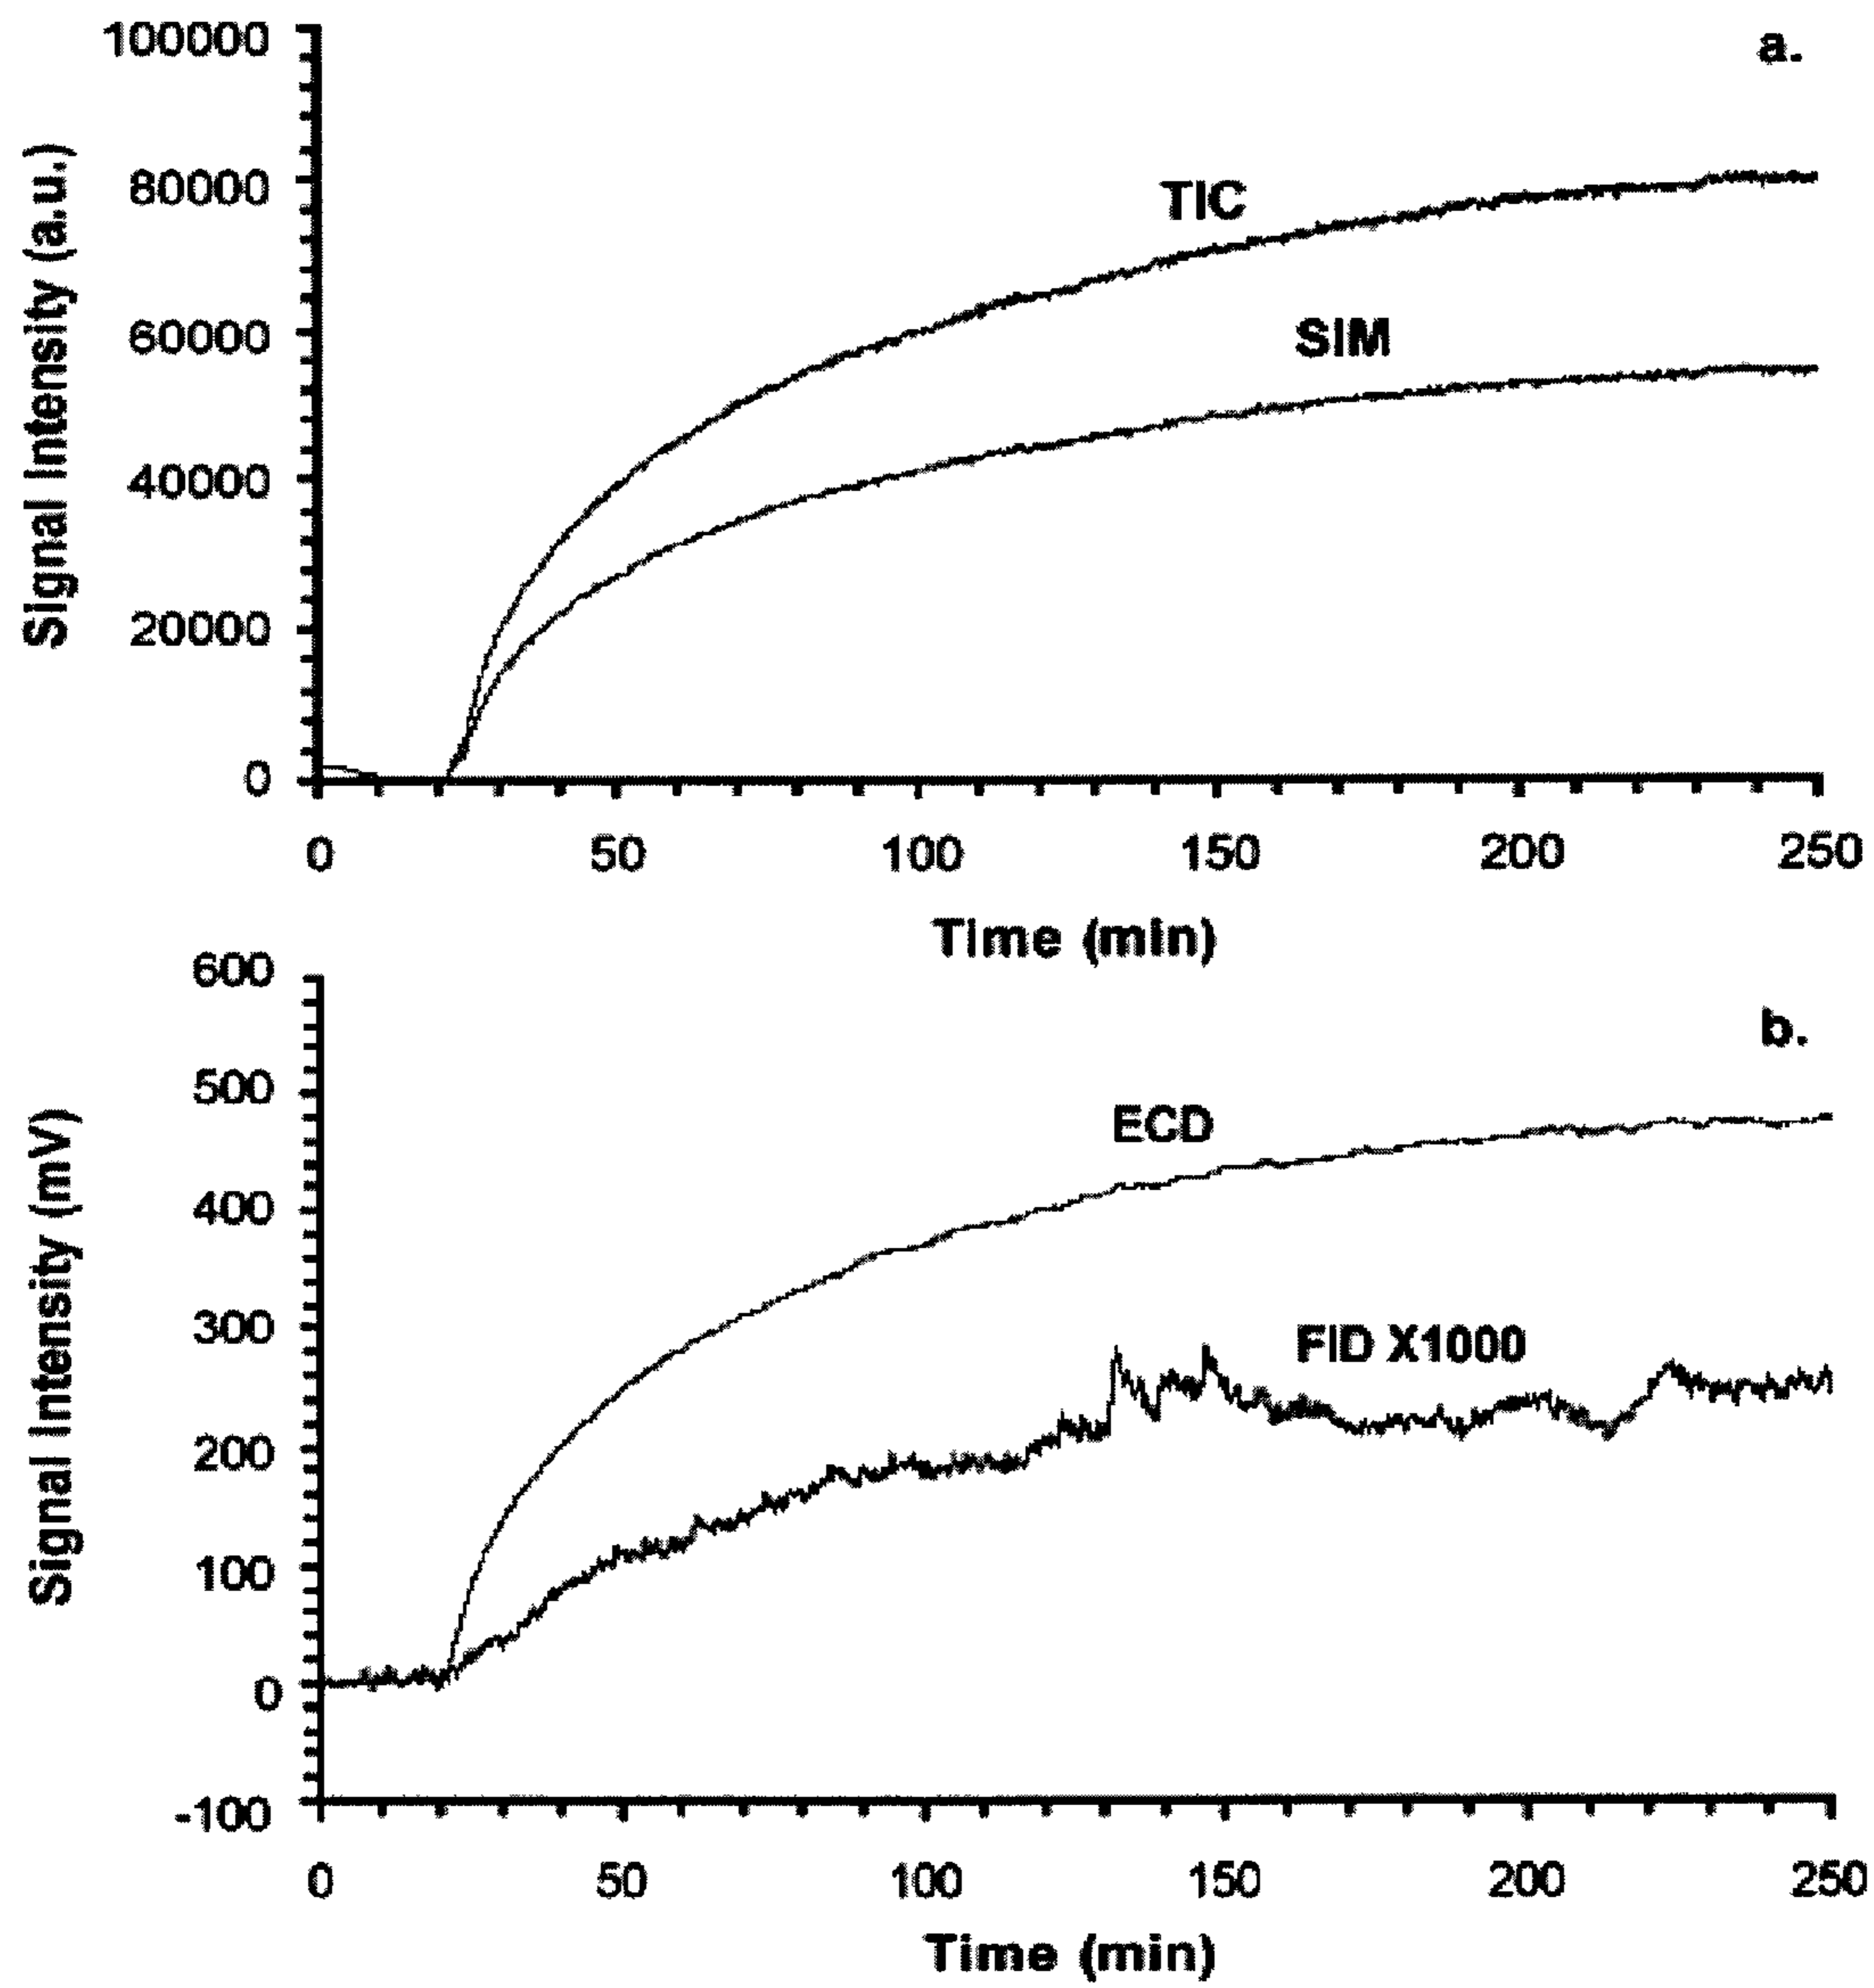 100000
a.
80000
TIC
60000
SIM
40000
20000
0
Signal Intensity (a.u.)
0 50 100 150 200 250
Time (min)
600
b.
500
ECD
400
300
FID X1000
200
100
0
-100
Signal Intensity (mV)
0 50 100 150 200 250
Time (min)